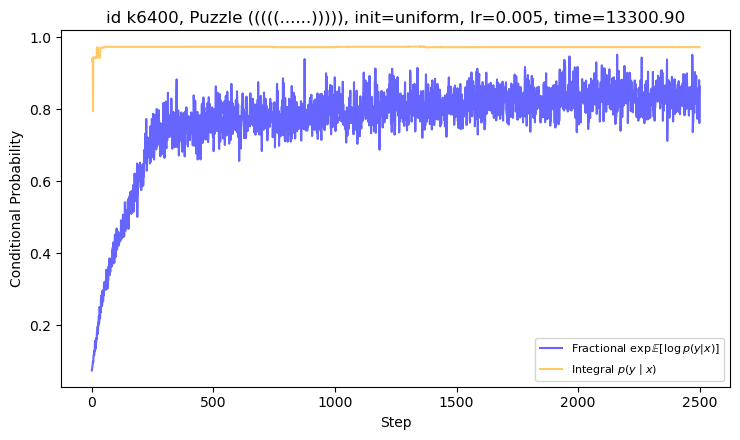 id k6400, Puzzle (((((......))))), init=uniform, lr=0.005, time=13300.90
Conditional Probability
1.0
0.8
0.6
0.4
0.2
Fractional exp𝔼[log p(y|x)]
Integral p(y | x)
0
500
1000
1500
2000
2500
Step